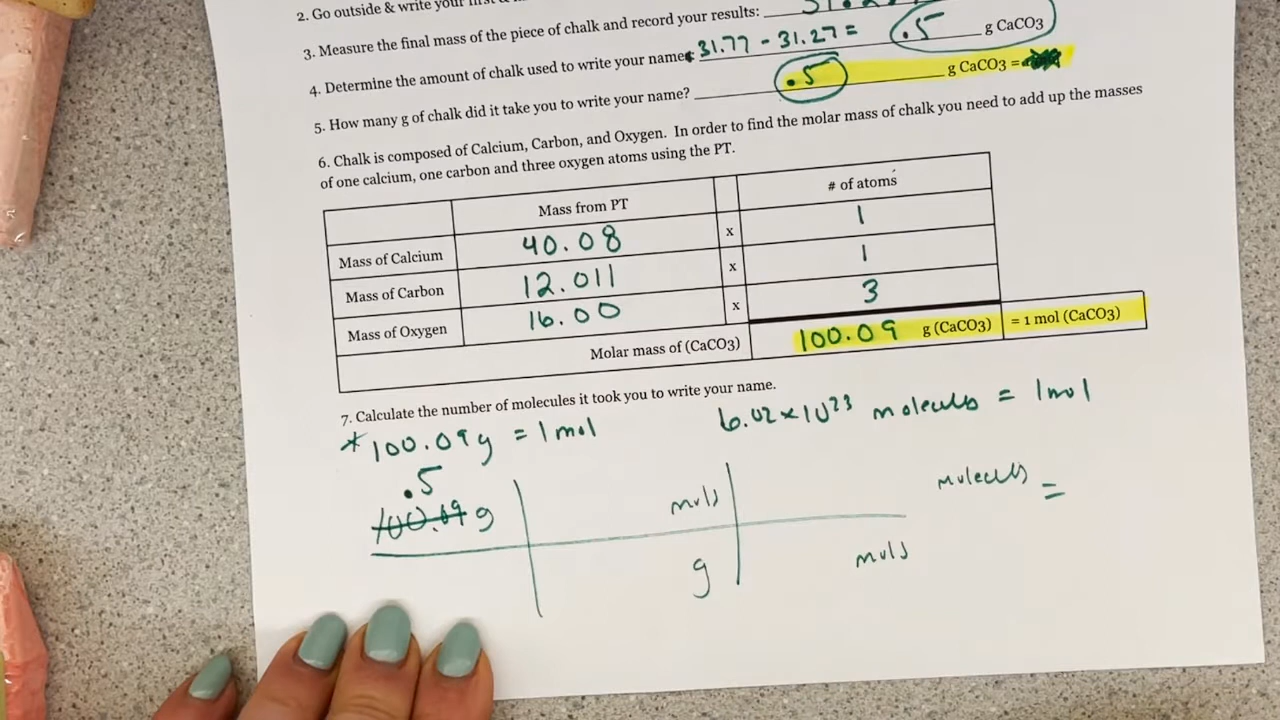 2. Go outside & write your
3. Measure the final mass of the piece of chalk and record your results:
4. Determine the amount of chalk used to write your name: 31.77 - 31.27 = .5 g CaCO3
5. How many g of chalk did it take you to write your name? .5 g CaCO3 =
6. Chalk is composed of Calcium, Carbon, and Oxygen. In order to find the molar mass of chalk you need to add up the masses
of one calcium, one carbon and three oxygen atoms using the PT.
Mass from PT # of atoms
Mass of Calcium 40.08 x 1
Mass of Carbon 12.011 x 1
Mass of Oxygen 16.00 x 3
Molar mass of (CaCO3) 100.09 g (CaCO3) = 1 mol (CaCO3)
7. Calculate the number of molecules it took you to write your name.
*100.09g = 1mol 6.02x10²³ molecules = 1mol
.5
100.09 g mols molecules =
g mols